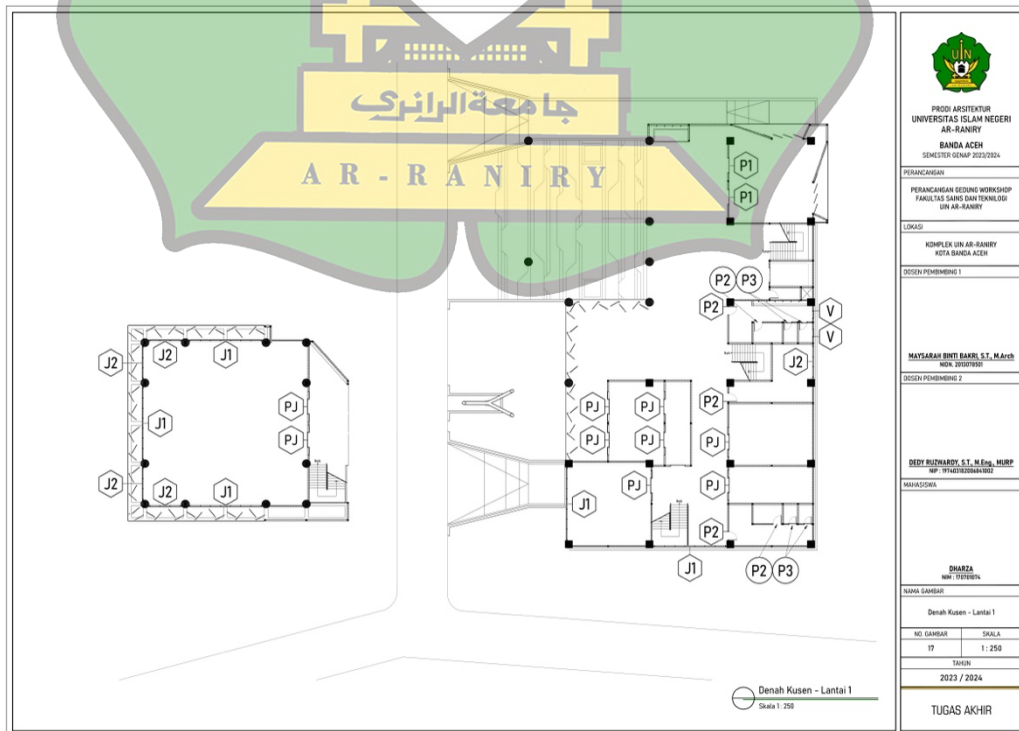 جامعة الرانري
AR-RANIRY
P1
P1
P2
P3
P2
V
V
J2
J2
J1
J2
J1
PJ
PJ
J2
J2
J1
PJ
PJ
PJ
PJ
P2
PJ
PJ
PJ
J1
P2
J1
P2
P3
Denah Kusen - Lantai 1
Skala 1 : 250
UIN
PRODI ARSITEKTUR
UNIVERSITAS ISLAM NEGERI
AR-RANIRY
BANDA ACEH
SEMESTER GENAP 2023/2024
PERANCANGAN
PERANCANGAN GEDUNG WORKSHOP
FAKULTAS SAINS DAN TEKNILOGI
UIN AR-RANIRY
LOKASI
KOMPLEK UIN AR-RANIRY
KOTA BANDA ACEH
DOSEN PEMBIMBING 1
MAYSARAH BINTI BAKRI, S.T., M.Arch
NIDN. 2013078501
DOSEN PEMBIMBING 2
DEDY RUZWARDY, S.T., M.Eng., MURP
MAHASISWA
DHARZA
NAMA GAMBAR
Denah Kusen - Lantai 1
NO. GAMBAR SKALA
17 1 : 250
TAHUN
2023 / 2024
TUGAS AKHIR